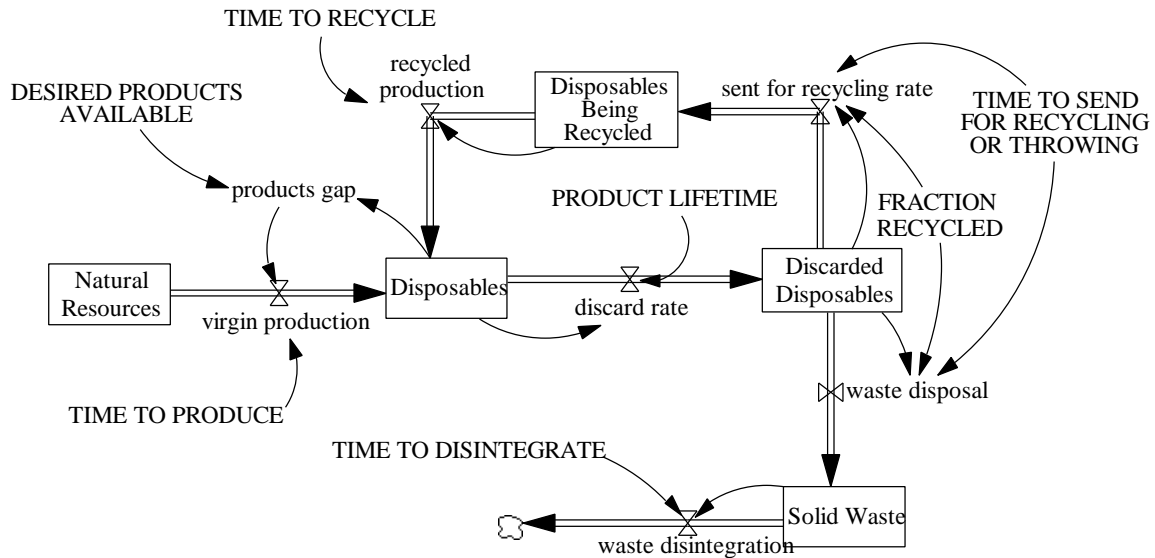 TIME TO RECYCLE
recycled
production
Disposables
Being
Recycled
sent for recycling rate
DESIRED PRODUCTS
AVAILABLE
TIME TO SEND
FOR RECYCLING
OR THROWING
products gap
PRODUCT LIFETIME
FRACTION
RECYCLED
Natural
Resources
virgin production
Disposables
discard rate
Discarded
Disposables
TIME TO PRODUCE
waste disposal
TIME TO DISINTEGRATE
Solid Waste
waste disintegration